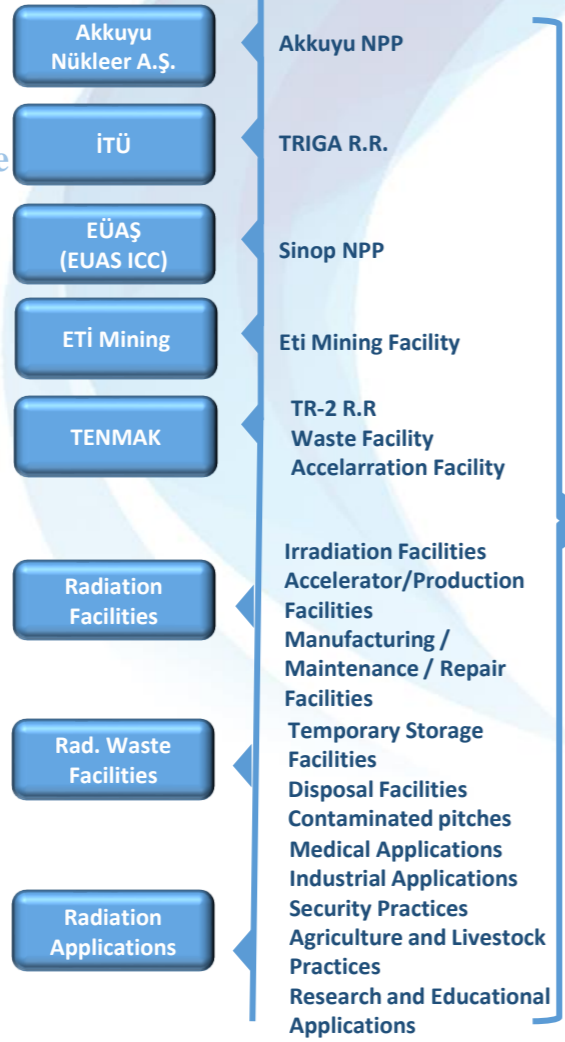 Akkuyu
Nükleer A.Ş.
Akkuyu NPP
İTÜ
TRIGA R.R.
e
EÜAŞ
(EUAS ICC)
Sinop NPP
ETİ Mining
Eti Mining Facility
TENMAK
TR-2 R.R
Waste Facility
Accelarration Facility
Radiation
Facilities
Irradiation Facilities
Accelerator/Production
Facilities
Manufacturing /
Maintenance / Repair
Facilities
Rad. Waste
Facilities
Temporary Storage
Facilities
Disposal Facilities
Contaminated pitches
Radiation
Applications
Medical Applications
Industrial Applications
Security Practices
Agriculture and Livestock
Practices
Research and Educational
Applications